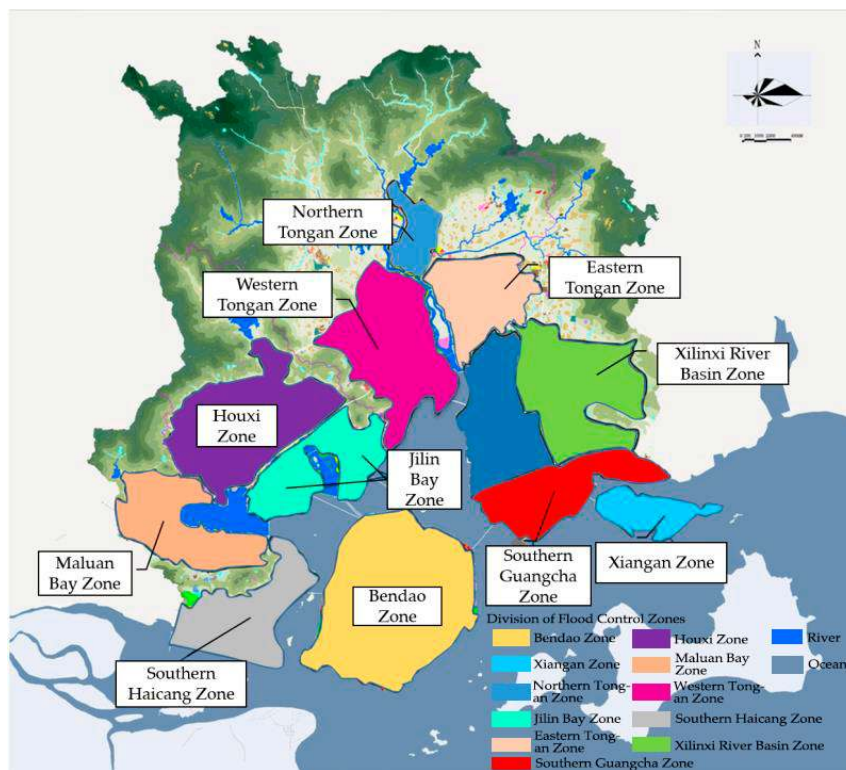 N
Northern
Tongan Zone
Western
Tongan Zone
Eastern
Tongan Zone
Xilinxi River
Basin Zone
Houxi
Zone
Jilin
Bay
Zone
Maluan
Bay Zone
Southern
Guangcha
Zone
Xiangan Zone
Bendao
Zone
Southern
Haicang Zone
Division of Flood Control Zones
Bendao Zone
Houxi Zone
River
Xiangan Zone
Maluan Bay
Zone
Ocean
Northern Tong-
an Zone
Western Tong-
an Zone
Jilin Bay Zone
Southern Haicang Zone
Eastern Tong-
an Zone
Xilinxi River Basin Zone
Southern Guangcha Zone